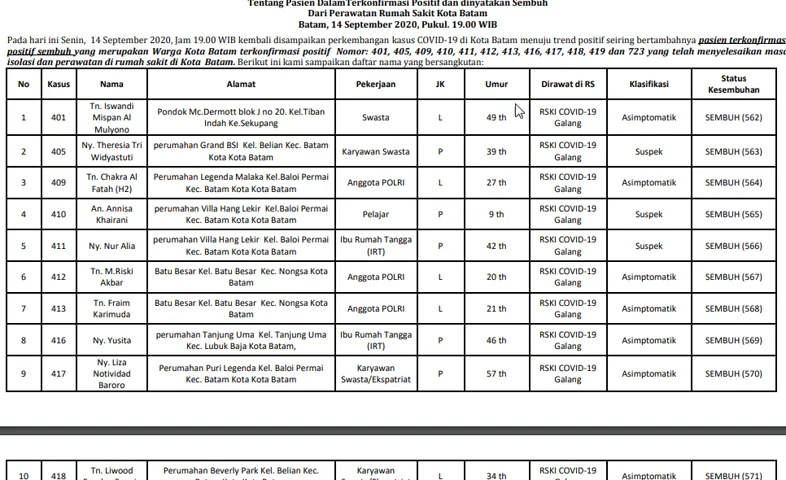 Tentang Pasien DalamTerkonfirmasi Positif dan dinyatakan Sembuh
Dari Perawatan Rumah Sakit Kota Batam
Batam, 14 September 2020, Pukul. 19.00 WIB
Pada hari ini Senin, 14 September 2020, Jam 19.00 WIB kembali disampaikan perkembangan kasus COVID-19 di Kota Batam menuju trend positif seiring bertambahnya pasien terkonfirmas
positif sembuh yang merupakan Warga Kota Batam terkonfirmasi positif Nomor: 401, 405, 409, 410, 411, 412, 413, 416, 417, 418, 419 dan 723 yang telah menyelesaikan masa
isolasi dan perawatan di rumah sakit di Kota Batam. Berikut ini kami sampaikan daftar nama yang bersangkutan:
No Kasus Nama Alamat Pekerjaan JK Umur Dirawat di RS Klasifikasi Status Kesembuhan
1 401 Tn. Iswandi Mispan Al Mulyono Pondok Mc.Dermott blok J no 20. Kel.Tiban Indah Ke.Sekupang Swasta L 49 th RSKI COVID-19 Galang Asimptomatik SEMBUH (562)
2 405 Ny. Theresia Tri Widyastuti perumahan Grand BSI Kel. Belian Kec. Batam Kota Kota Batam Karyawan Swasta P 39 th RSKI COVID-19 Galang Suspek SEMBUH (563)
3 409 Tn. Chakra Al Fatah (H2) Perumahan Legenda Malaka Kel.Baloi Permai Kec. Batam Kota Kota Batam Anggota POLRI L 27 th RSKI COVID-19 Galang Asimptomatik SEMBUH (564)
4 410 An. Annisa Khairani perumahan Villa Hang Lekir Kel.Baloi Permai Kec. Batam Kota Kota Batam Pelajar P 9 th RSKI COVID-19 Galang Suspek SEMBUH (565)
5 411 Ny. Nur Alia perumahan Villa Hang Lekir Kel. Baloi Permai Kec. Batam Kota Kota Batam Ibu Rumah Tangga (IRT) P 42 th RSKI COVID-19 Galang Suspek SEMBUH (566)
6 412 Tn. M.Riski Akbar Batu Besar Kel. Batu Besar Kec. Nongsa Kota Batam Anggota POLRI L 20 th RSKI COVID-19 Galang Asimptomatik SEMBUH (567)
7 413 Tn. Fraim Karimuda Batu Besar Kel. Batu Besar Kec. Nongsa Kota Batam Anggota POLRI L 21 th RSKI COVID-19 Galang Asimptomatik SEMBUH (568)
8 416 Ny. Yusita perumahan Tanjung Uma Kel. Tanjung Uma Kec. Lubuk Baja Kota Batam, Ibu Rumah Tangga (IRT) P 46 th RSKI COVID-19 Galang Asimptomatik SEMBUH (569)
9 417 Ny. Liza Notividad Baroro Perumahan Puri Legenda Kel. Baloi Permai Kec. Batam Kota Kota Batam Karyawan Swasta/Ekspatriat P 57 th RSKI COVID-19 Galang Asimptomatik SEMBUH (570)
10 418 Tn. Liwood Perumahan Beverly Park Kel. Belian Kec. Karyawan L 34 th RSKI COVID-19 Asimptomatik SEMBUH (571)